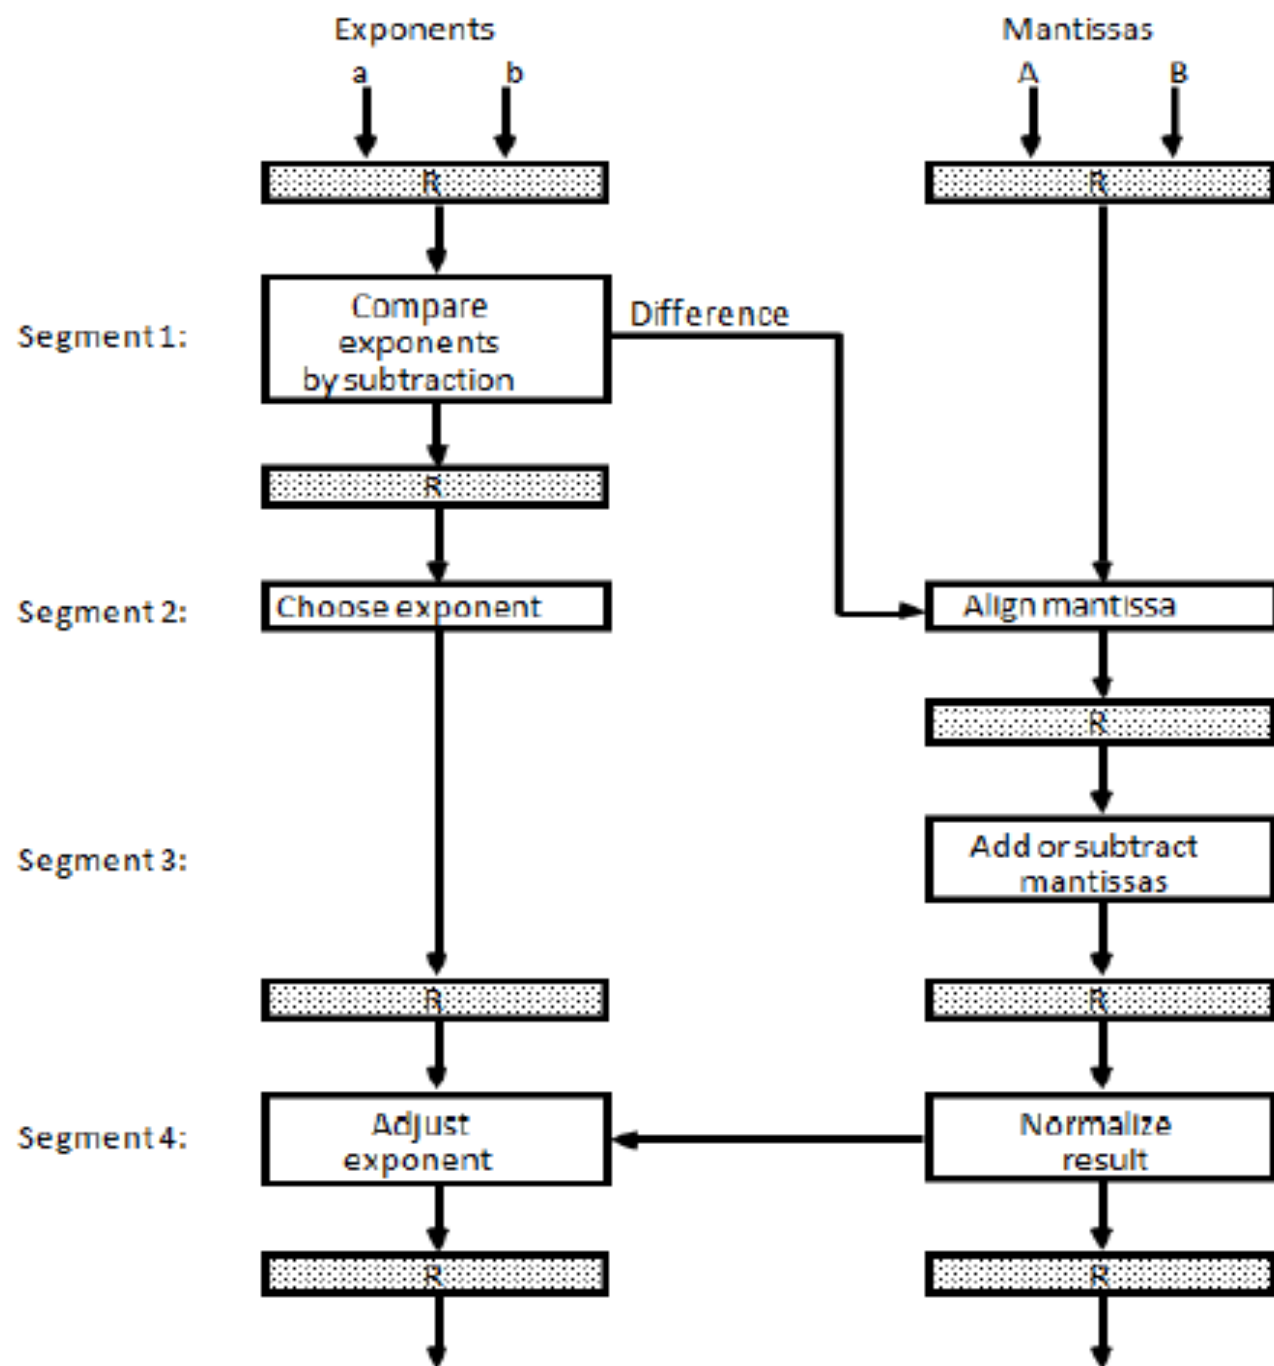 Exponents
Mantissas
a
b
A
B
R
R
Segment 1:
Compare
exponents
by subtraction
Difference
R
Segment 2:
Choose exponent
Align mantissa
R
Segment 3:
Add or subtract
mantissas
R
R
Segment 4:
Adjust
exponent
Normalize
result
R
R